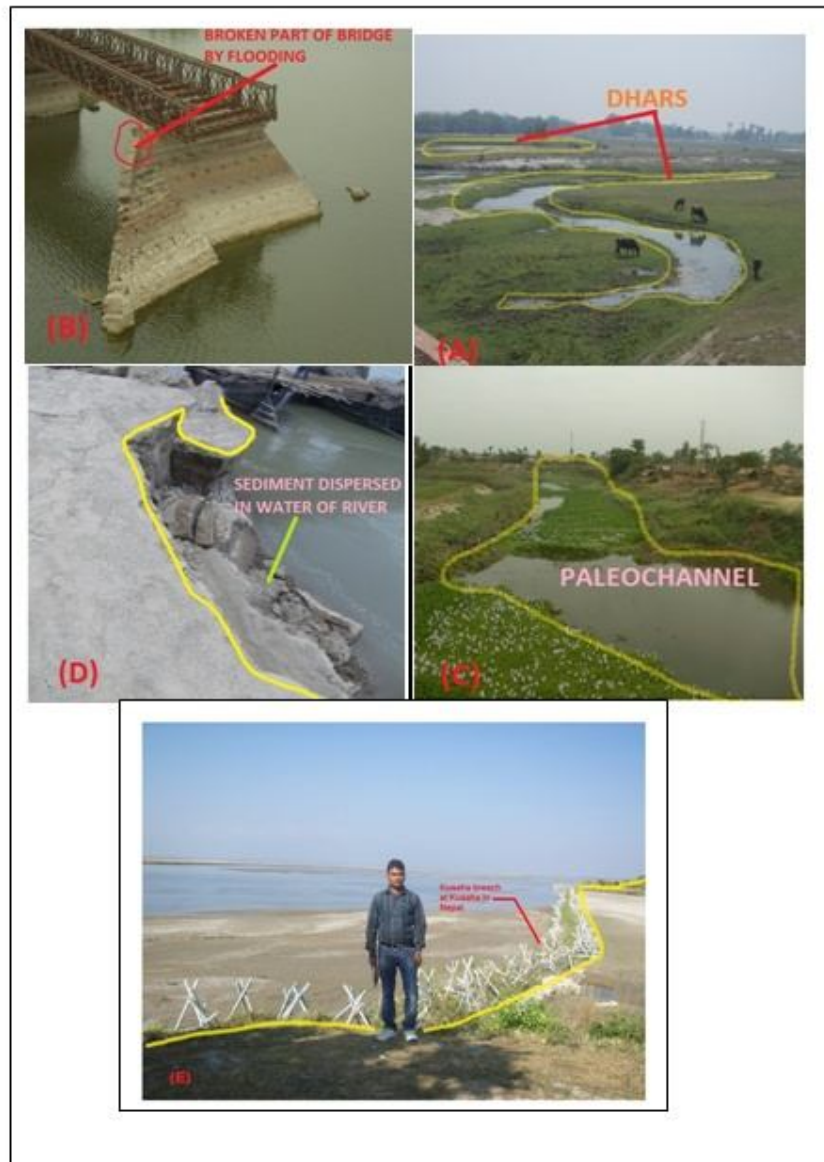 BROKEN PART OF BRIDGE
BY FLOODING
(B)
DHARS
(A)
SEDIMENT DISPERSED
IN WATER OF RIVER
(D)
PALEOCHANNEL
(C)
Kusaha breach
at Kusaha in
Nepal
(E)